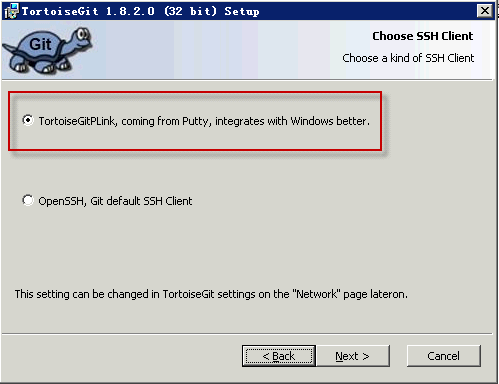 TortoiseGit 1.8.2.0 (32 bit) Setup
Git
Choose SSH Client
Choose a kind of SSH Client
TortoiseGitPLink, coming from Putty, integrates with Windows better.
OpenSSH, Git default SSH Client
This setting can be changed in TortoiseGit settings on the "Network" page lateron.
< Back
Next >
Cancel